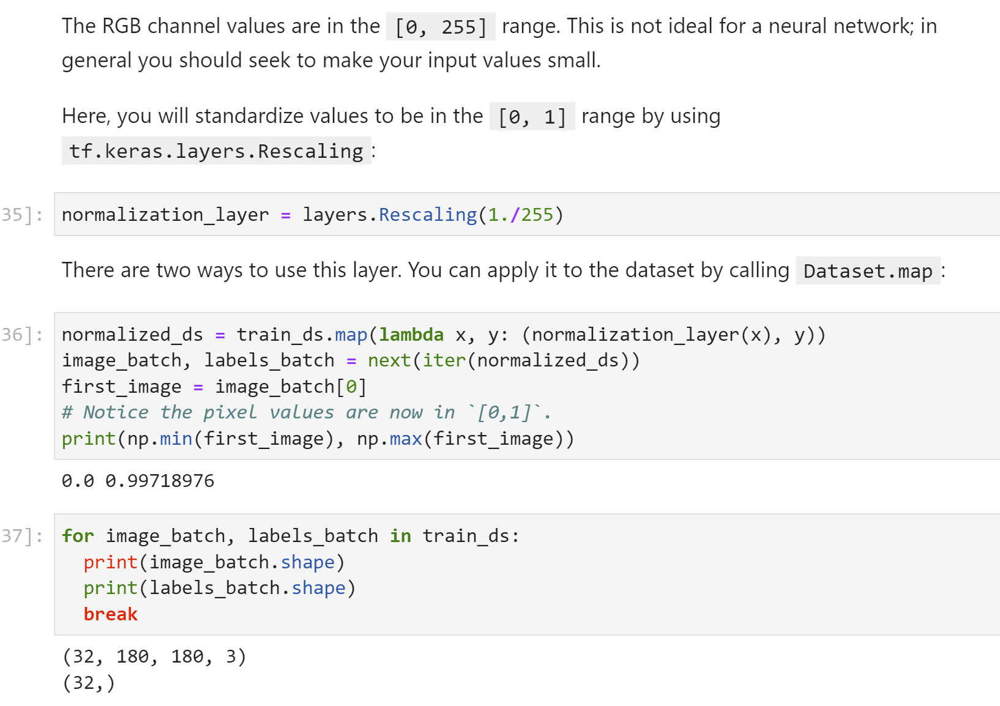 The RGB channel values are in the [0, 255] range. This is not ideal for a neural network; in
general you should seek to make your input values small.
Here, you will standardize values to be in the [0, 1] range by using
tf.keras.layers.Rescaling:
35]: normalization_layer = layers.Rescaling(1./255)
There are two ways to use this layer. You can apply it to the dataset by calling Dataset.map:
36]: normalized_ds = train_ds.map(lambda x, y: (normalization_layer(x), y))
image_batch, labels_batch = next(iter(normalized_ds))
first_image = image_batch[0]
# Notice the pixel values are now in `[0,1]`.
print(np.min(first_image), np.max(first_image))
0.0 0.99718976
37]: for image_batch, labels_batch in train_ds:
  print(image_batch.shape)
  print(labels_batch.shape)
  break
(32, 180, 180, 3)
(32,)